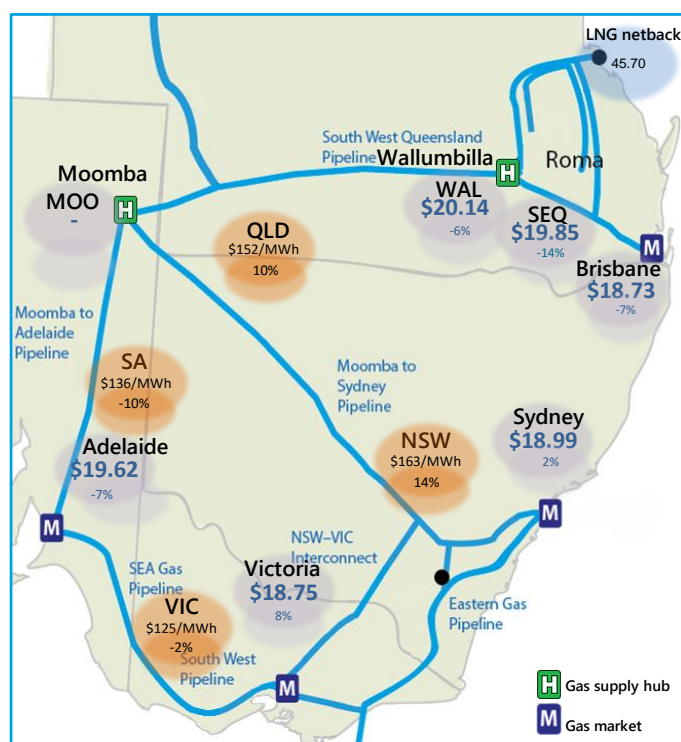 LNG netback
45.70
South West Queensland
Pipeline
Wallumbilla
Roma
Moomba
MOO
-
H
H
WAL
$20.14
-6%
SEQ
$19.85
-14%
QLD
$152/MWh
10%
M
Brisbane
$18.73
-7%
Moomba to
Adelaide
Pipeline
SA
$136/MWh
-10%
Moomba to
Sydney
Pipeline
Adelaide
$19.62
-7%
NSW
$163/MWh
14%
Sydney
$18.99
2%
M
M
NSW–VIC
Interconnect
SEA Gas
Pipeline
Victoria
$18.75
8%
Eastern Gas
Pipeline
VIC
$125/MWh
-2%
South West
Pipeline
M
H Gas supply hub
M Gas market